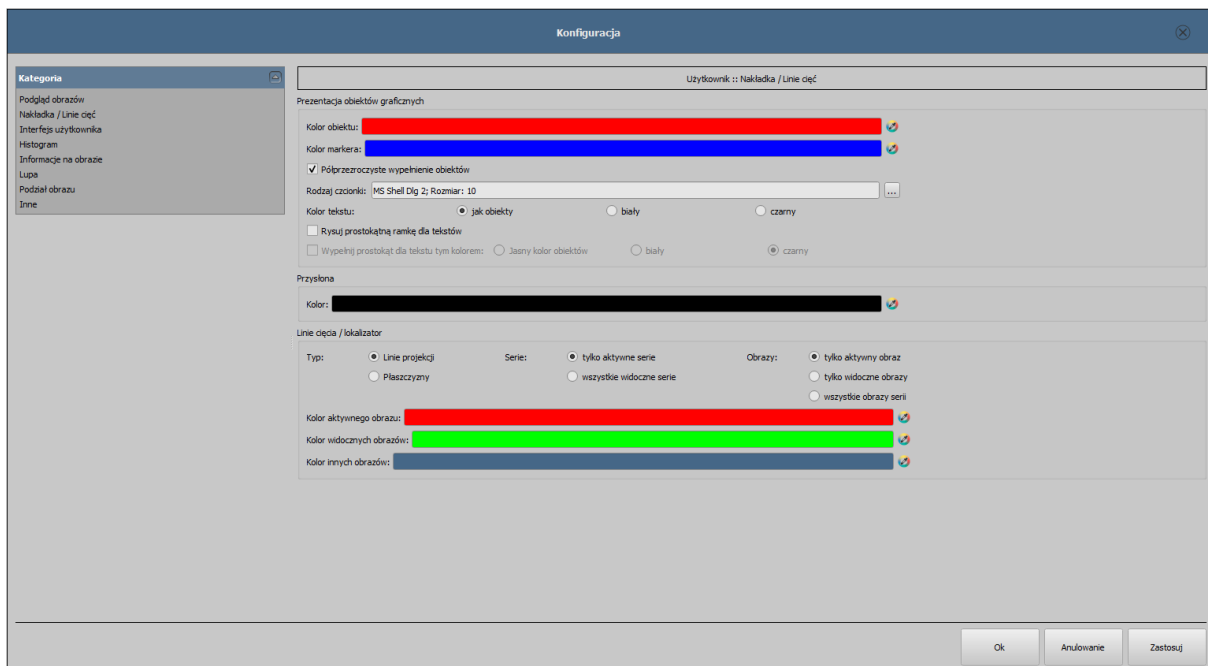 Konfiguracja
Kategoria
Podgląd obrazów
Nakładka / Linie cięć
Interfejs użytkownika
Histogram
Informacje na obrazie
Lupa
Podział obrazu
Inne
Użytkownik :: Nakładka / Linie cięć
Prezentacja obiektów graficznych
Kolor obiektu:
Kolor markera:
Półprzezroczyste wypełnienie obiektów
Rodzaj czcionki: MS Shell Dlg 2; Rozmiar: 10 ...
Kolor tekstu: jak obiekty biały czarny
Rysuj prostokątną ramkę dla tekstów
Wypełnij prostokąt dla tekstu tym kolorem: Jasny kolor obiektów biały czarny
Przysłona
Kolor:
Linie cięcia / lokalizator
Typ: Linie projekcji Serie: tylko aktywne serie Obrazy: tylko aktywny obraz
Płaszczyzny wszystkie widoczne serie tylko widoczne obrazy
wszystkie obrazy serii
Kolor aktywnego obrazu:
Kolor widocznych obrazów:
Kolor innych obrazów:
Ok Anulowanie Zastosuj